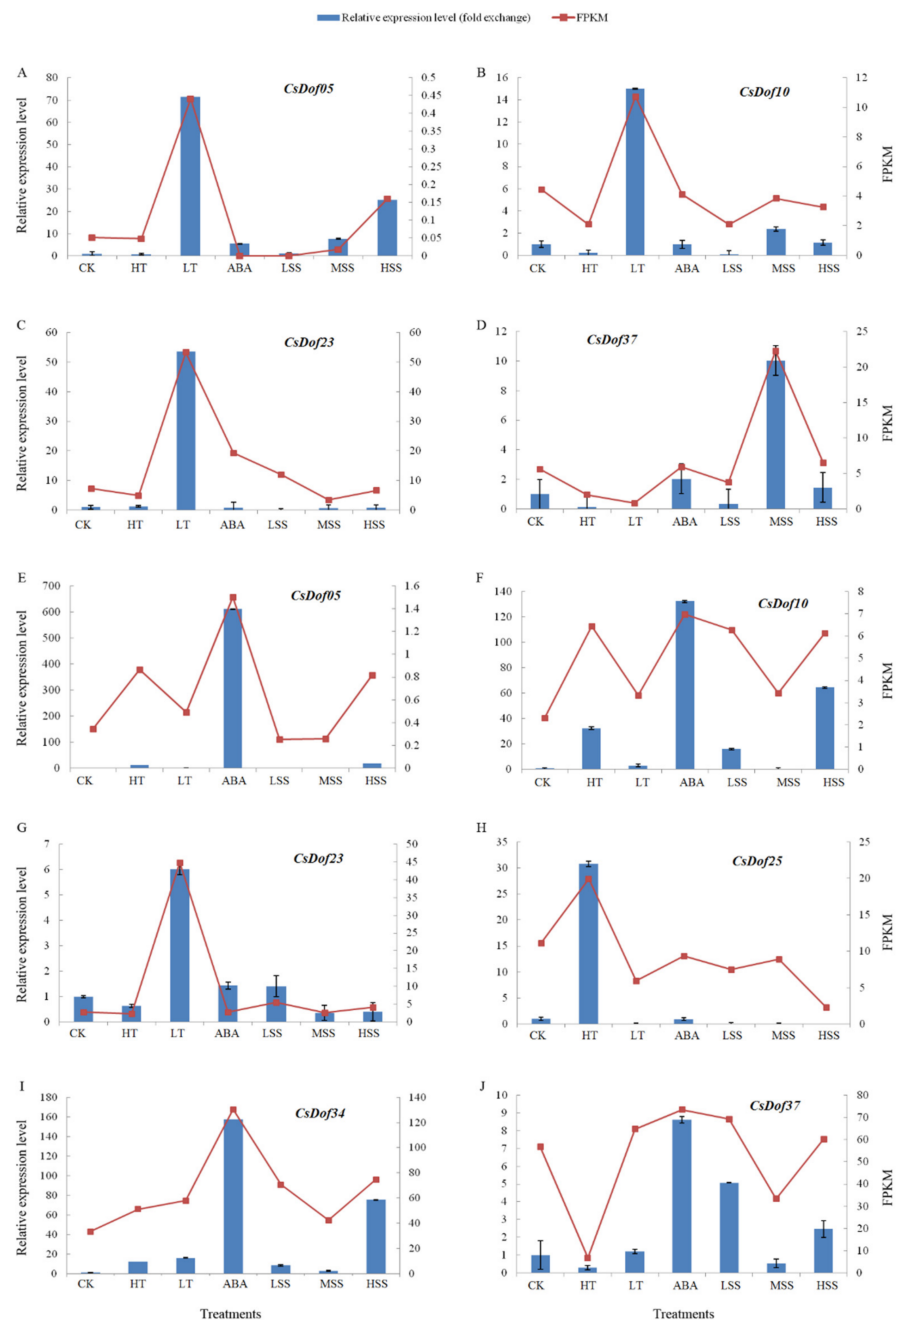 Relative expression level (fold exchange) FPKM
A
CsDof05
Relative expression level
80 70 60 50 40 30 20 10 0
0.5 0.45 0.4 0.35 0.3 0.25 0.2 0.15 0.1 0.05 0
CK HT LT ABA LSS MSS HSS
B
CsDof10
16 14 12 10 8 6 4 2 0
12 10 8 6 4 2 0
FPKM
CK HT LT ABA LSS MSS HSS
C
CsDof23
Relative expression level
60 50 40 30 20 10 0
60 50 40 30 20 10 0
CK HT LT ABA LSS MSS HSS
D
CsDof37
12 10 8 6 4 2 0
25 20 15 10 5 0
FPKM
CK HT LT ABA LSS MSS HSS
E
CsDof05
Relative expression level
700 600 500 400 300 200 100 0
1.6 1.4 1.2 1 0.8 0.6 0.4 0.2 0
CK HT LT ABA LSS MSS HSS
F
CsDof10
140 120 100 80 60 40 20 0
8 7 6 5 4 3 2 1 0
FPKM
CK HT LT ABA LSS MSS HSS
G
CsDof23
Relative expression level
7 6 5 4 3 2 1 0
50 45 40 35 30 25 20 15 10 5 0
CK HT LT ABA LSS MSS HSS
H
CsDof25
35 30 25 20 15 10 5 0
25 20 15 10 5 0
FPKM
CK HT LT ABA LSS MSS HSS
I
CsDof34
Relative expression level
180 160 140 120 100 80 60 40 20 0
140 120 100 80 60 40 20 0
CK HT LT ABA LSS MSS HSS
Treatments
J
CsDof37
10 9 8 7 6 5 4 3 2 1 0
80 70 60 50 40 30 20 10 0
FPKM
CK HT LT ABA LSS MSS HSS
Treatments